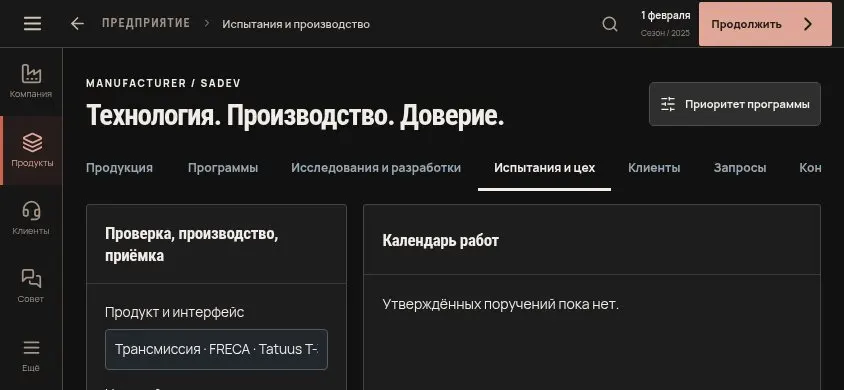 ПРЕДПРИЯТИЕ
Испытания и производство
1 февраля
Сезон / 2025
Продолжить
Компания
Продукты
Клиенты
Совет
Ещё
MANUFACTURER / SADEV
Технология. Производство. Доверие.
Приоритет программы
Продукция
Программы
Исследования и разработки
Испытания и цех
Клиенты
Запросы
Кон
Проверка, производство,
приёмка
Продукт и интерфейс
Трансмиссия · FRECA · Tatuus T-
Календарь работ
Утверждённых поручений пока нет.